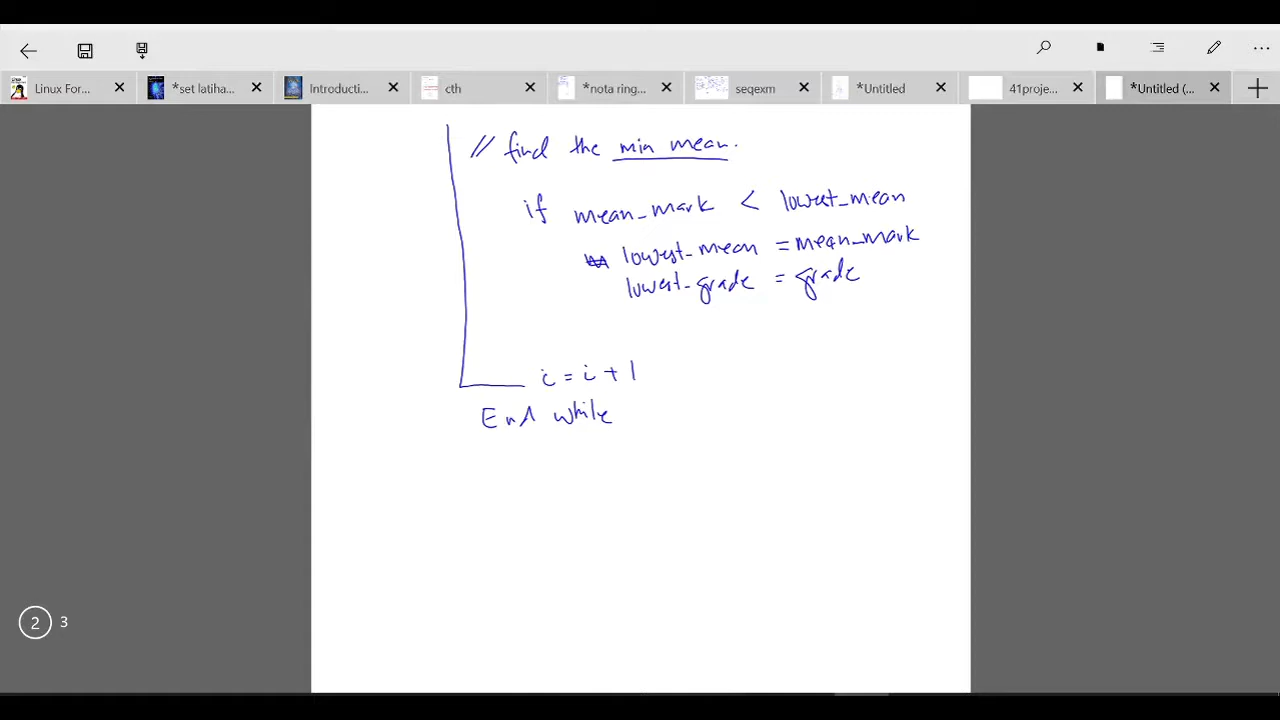 Linux For...
*set latiha...
Introducti...
cth
*nota ring...
seqexm
*Untitled
41proje...
*Untitled (...
// find the min mean.
if mean_mark < lowest_mean
lowest_mean = mean_mark
lowest_grade = grade
i = i + 1
End while
2 3